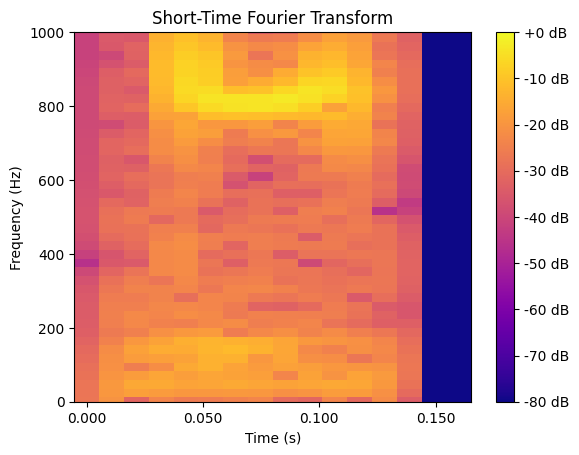 Short-Time Fourier Transform
1000
800
600
400
200
0
Frequency (Hz)
0.000
0.050
0.100
0.150
Time (s)
+0 dB
-10 dB
-20 dB
-30 dB
-40 dB
-50 dB
-60 dB
-70 dB
-80 dB